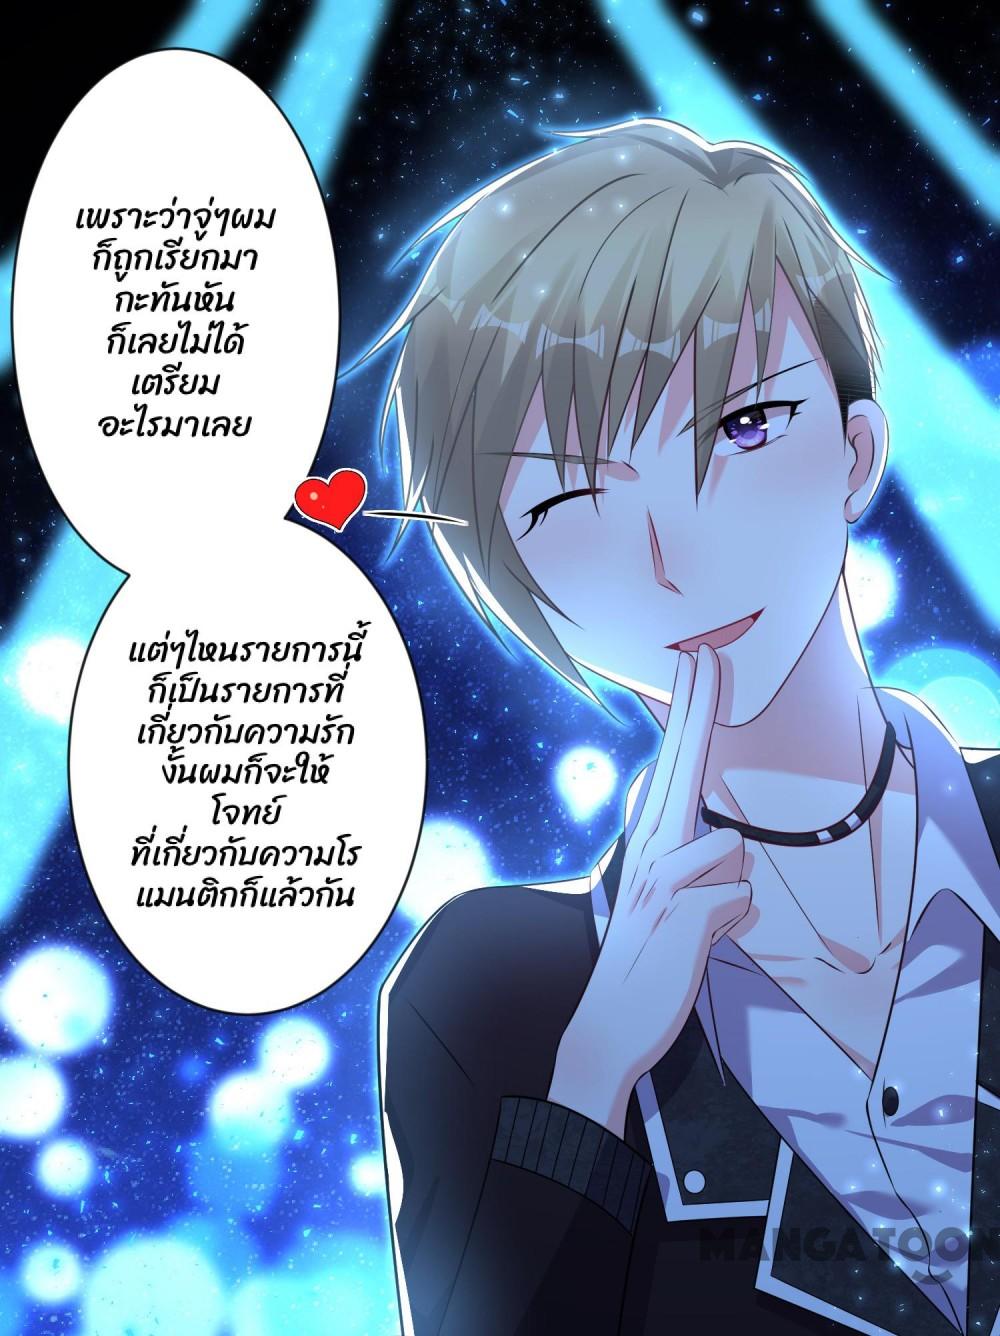 เพราะว่าจู่ๆผม
ก็ถูกเรียกมา
กะทันหัน
ก็เลยไม่ได้
เตรียม
อะไรมาเลย
แต่ๆไหนรายการนี้
ก็เป็นรายการที่
เกี่ยวกับความรัก
งั้นผมก็จะให้
โจทย์
ที่เกี่ยวกับความโร
แมนติกก็แล้วกัน
MANGATOON